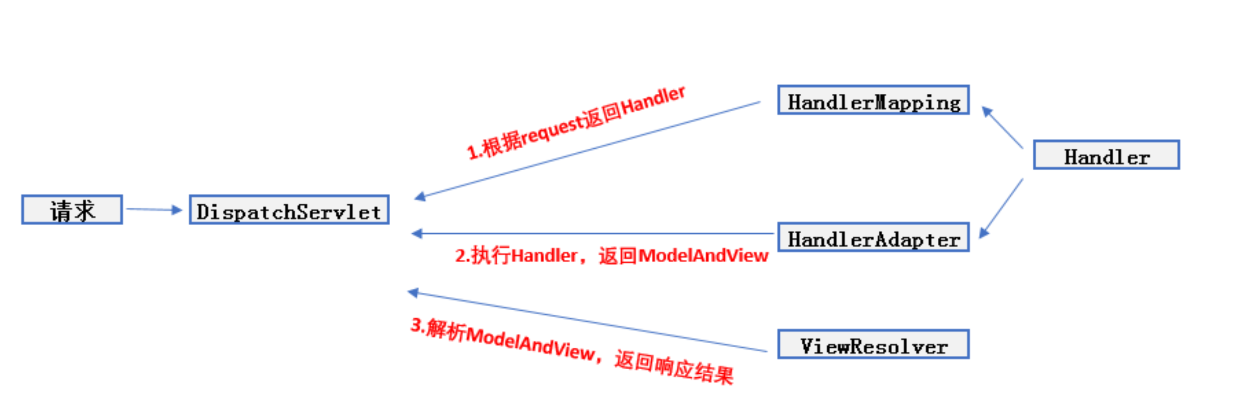 HandlerMapping
1.根据request返回Handler
Handler
请求
DispatchServlet
HandlerAdapter
2.执行Handler，返回ModelAndView
3.解析ModelAndView，返回响应结果
ViewResolver